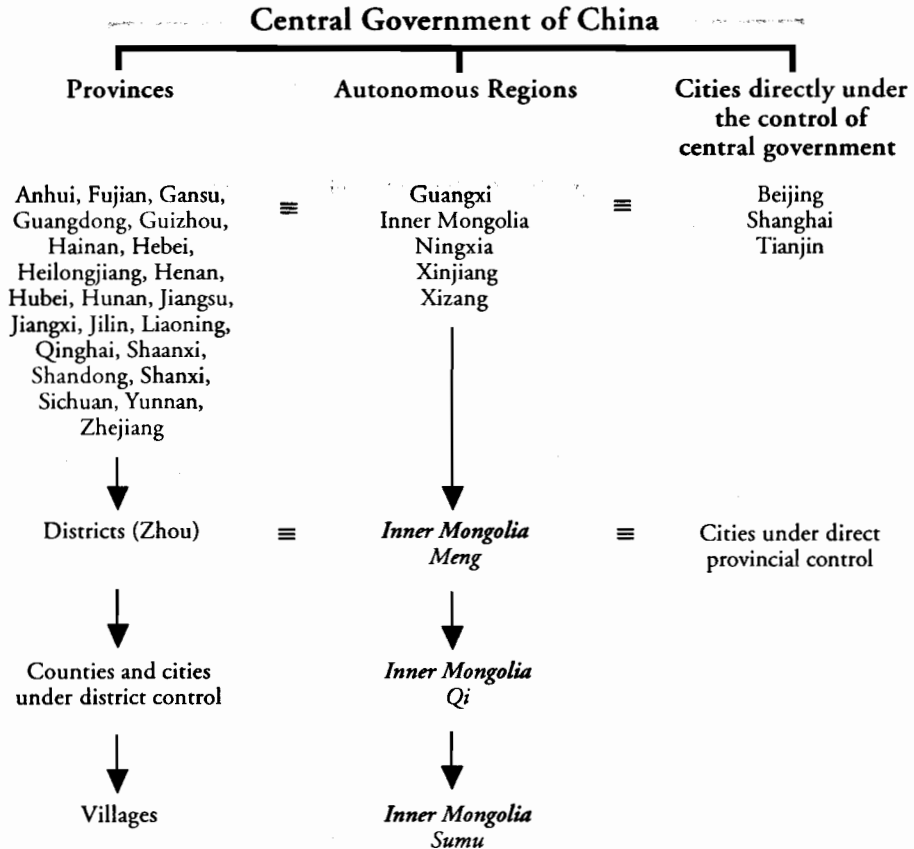 Central Government of China
Provinces
Autonomous Regions
Cities directly under
the control of
central government
Anhui, Fujian, Gansu,
Guangdong, Guizhou,
Hainan, Hebei,
Heilongjiang, Henan,
Hubei, Hunan, Jiangsu,
Jiangxi, Jilin, Liaoning,
Qinghai, Shaanxi,
Shandong, Shanxi,
Sichuan, Yunnan,
Zhejiang
≡
Guangxi
Inner Mongolia
Ningxia
Xinjiang
Xizang
≡
Beijing
Shanghai
Tianjin
Districts (Zhou)
≡
Inner Mongolia
Meng
≡
Cities under direct
provincial control
Counties and cities
under district control
Inner Mongolia
Qi
Villages
Inner Mongolia
Sumu